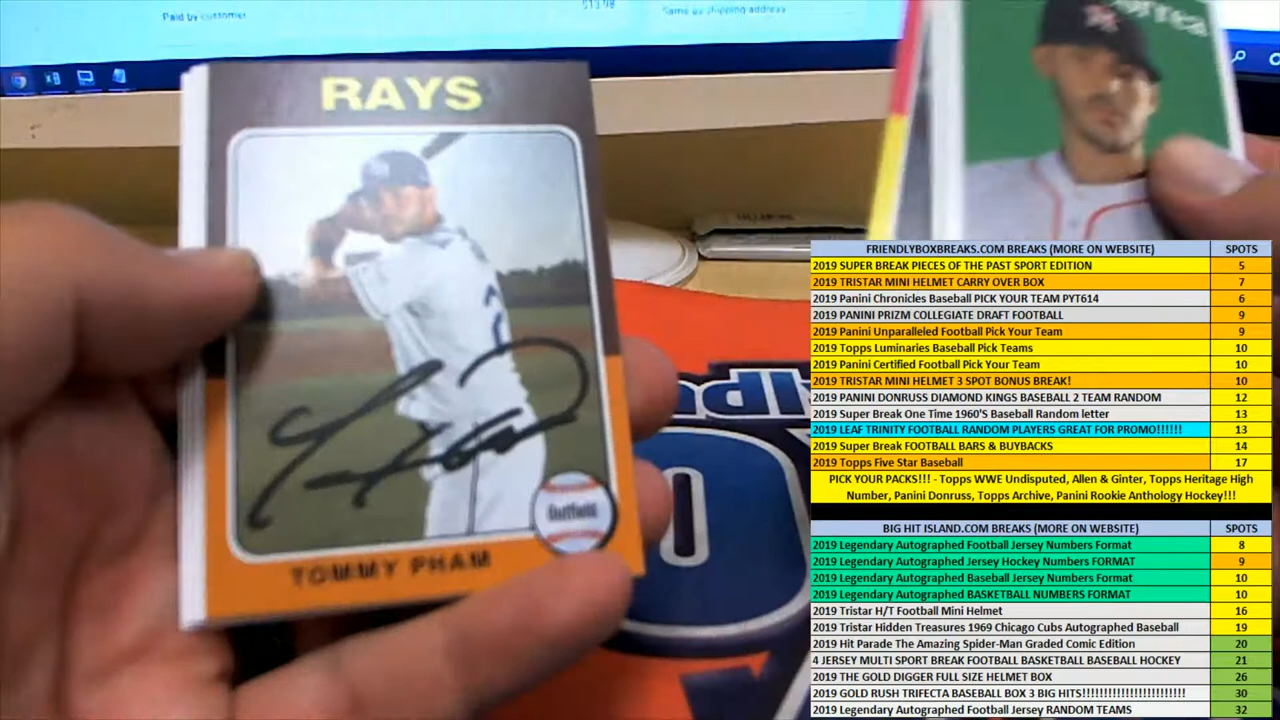 Paid by customer
$13.98
Same as shipping address
RAYS
Outfield
TOMMY PHAM
FRIENDLYBOXBREAKS.COM BREAKS (MORE ON WEBSITE) SPOTS
2019 SUPER BREAK PIECES OF THE PAST SPORT EDITION 5
2019 TRISTAR MINI HELMET CARRY OVER BOX 7
2019 Panini Chronicles Baseball PICK YOUR TEAM PYT614 6
2019 PANINI PRIZM COLLEGIATE DRAFT FOOTBALL 9
2019 Panini Unparalleled Football Pick Your Team 9
2019 Topps Luminaries Baseball Pick Teams 10
2019 Panini Certified Football Pick Your Team 10
2019 TRISTAR MINI HELMET 3 SPOT BONUS BREAK! 10
2019 PANINI DONRUSS DIAMOND KINGS BASEBALL 2 TEAM RANDOM 12
2019 Super Break One Time 1960'S Baseball Random letter 13
2019 LEAF TRINITY FOOTBALL RANDOM PLAYERS GREAT FOR PROMO!!!!!! 13
2019 Super Break FOOTBALL BARS & BUYBACKS 14
2019 Topps Five Star Baseball 17
PICK YOUR PACKS!!! - Topps WWE Undisputed, Allen & Ginter, Topps Heritage High
Number, Panini Donruss, Topps Archive, Panini Rookie Anthology Hockey!!!
BIG HIT ISLAND.COM BREAKS (MORE ON WEBSITE) SPOTS
2019 Legendary Autographed Football Jersey Numbers Format 8
2019 Legendary Autographed Jersey Hockey Numbers FORMAT 9
2019 Legendary Autographed Baseball Jersey Numbers Format 10
2019 Legendary Autographed BASKETBALL NUMBERS FORMAT 10
2019 Tristar H/T Football Mini Helmet 16
2019 Tristar Hidden Treasures 1969 Chicago Cubs Autographed Baseball 19
2019 Hit Parade The Amazing Spider-Man Graded Comic Edition 20
4 JERSEY MULTI SPORT BREAK FOOTBALL BASKETBALL BASEBALL HOCKEY 21
2019 THE GOLD DIGGER FULL SIZE HELMET BOX 26
2019 GOLD RUSH TRIFECTA BASEBALL BOX 3 BIG HITS!!!!!!!!!!!!!!!!!!!!!!!! 30
2019 Legendary Autographed Football Jersey RANDOM TEAMS 32